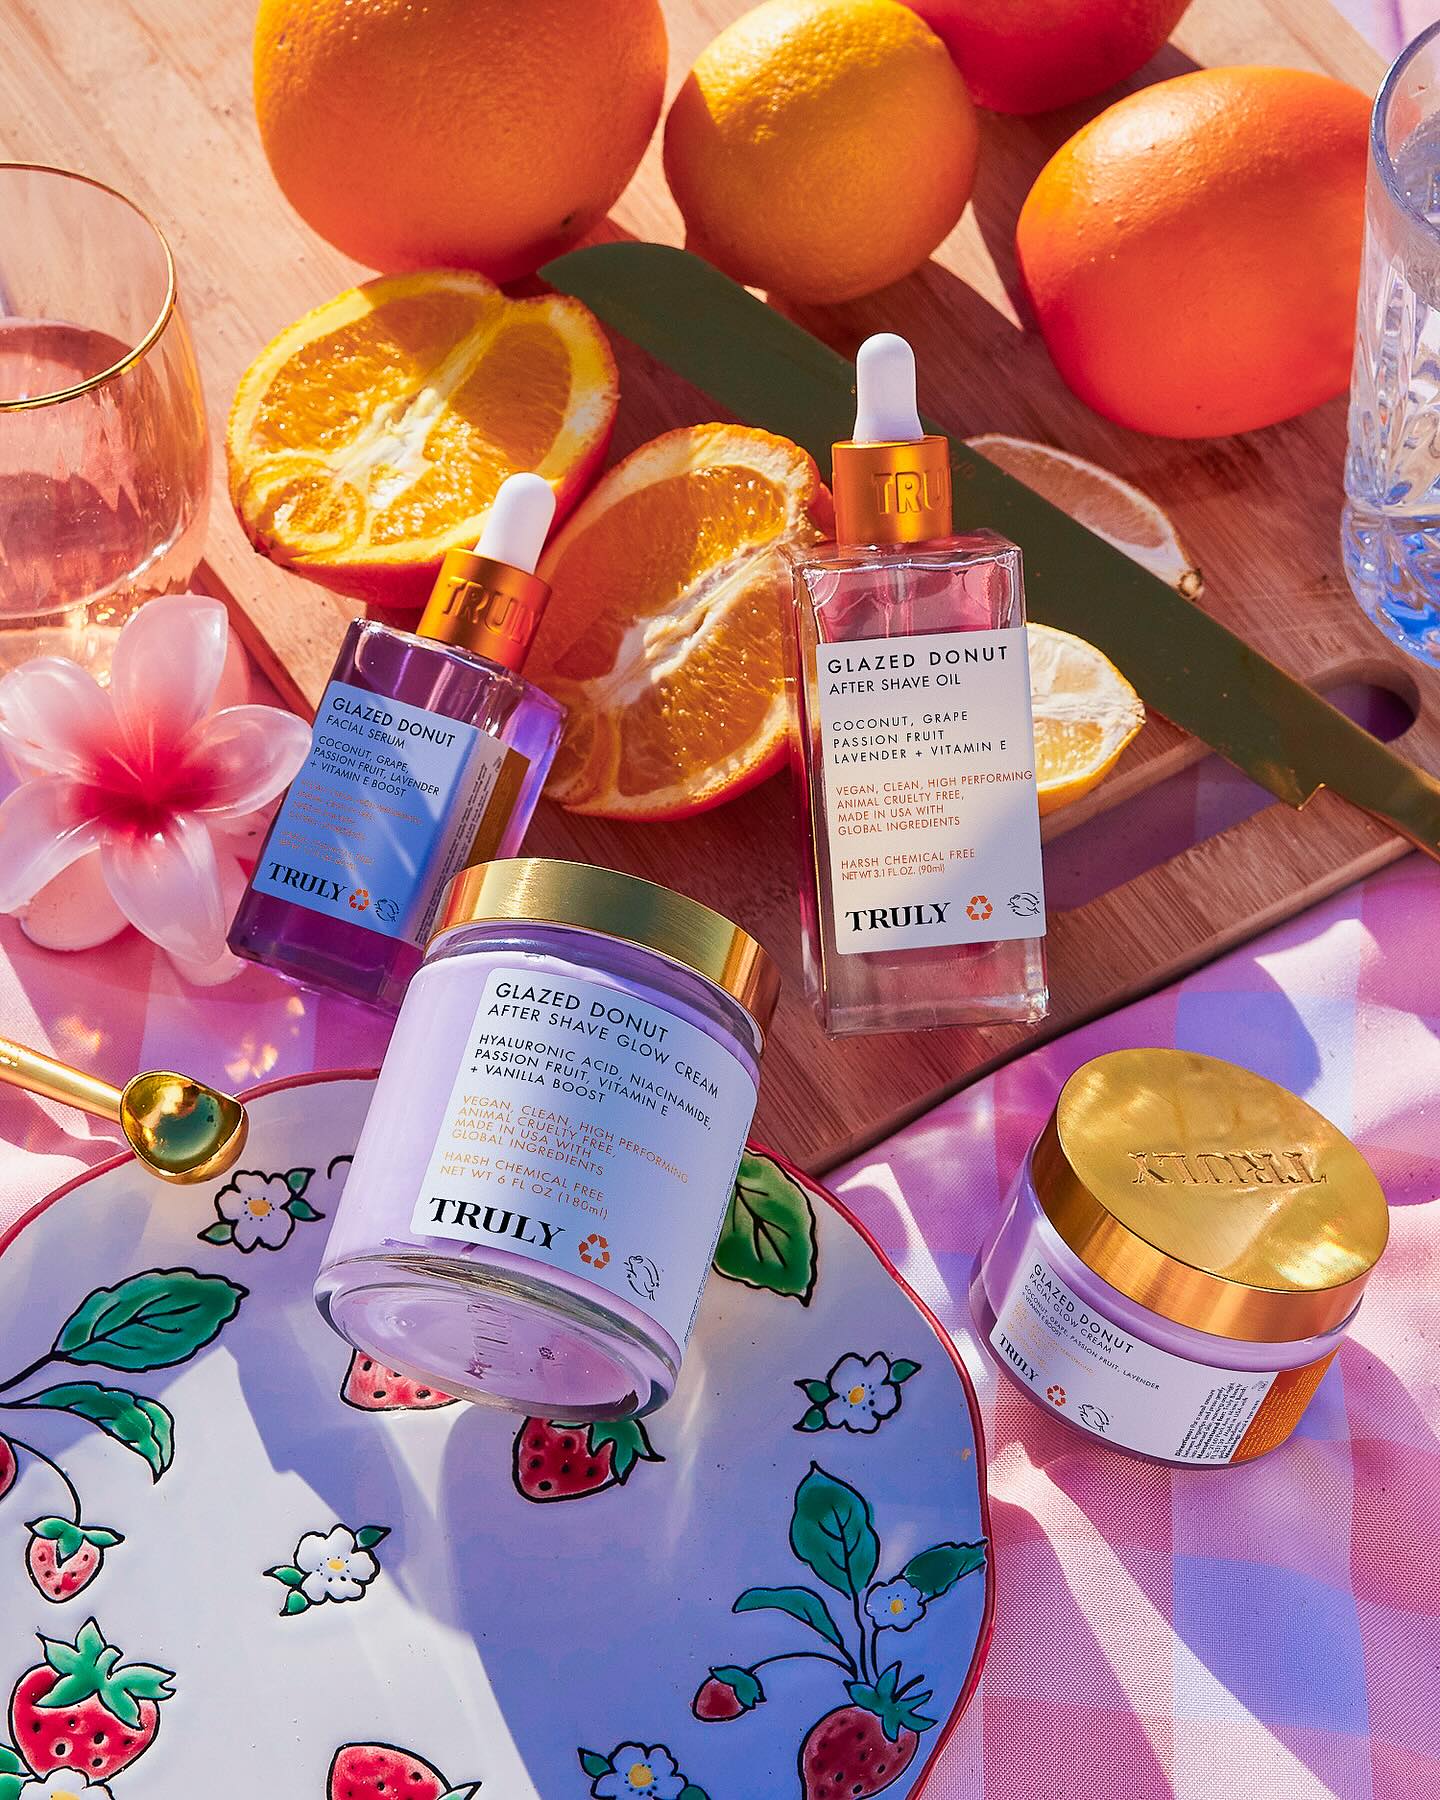 TRULY
GLAZED DONUT
FACIAL SERUM
COCONUT, GRAPE,
PASSION FRUIT, LAVENDER
+ VITAMIN E BOOST
TRULY
TRU
GLAZED DONUT
AFTER SHAVE OIL
COCONUT, GRAPE
PASSION FRUIT
LAVENDER + VITAMIN E
VEGAN, CLEAN, HIGH PERFORMING
ANIMAL CRUELTY FREE,
MADE IN USA WITH
GLOBAL INGREDIENTS
HARSH CHEMICAL FREE
NET WT 3.1 FL.OZ. (90ml)
TRULY
GLAZED DONUT
AFTER SHAVE GLOW CREAM
HYALURONIC ACID, NIACINAMIDE,
PASSION FRUIT, VITAMIN E
+ VANILLA BOOST
VEGAN, CLEAN, HIGH PERFORMING
ANIMAL CRUELTY FREE,
MADE IN USA WITH
GLOBAL INGREDIENTS
HARSH CHEMICAL FREE
NET WT 6 FL OZ (180ml)
TRULY
TRULY
GLAZED DONUT
FACIAL GLOW CREAM
COCONUT, GRAPE, PASSION FRUIT, LAVENDER
+ VITAMIN E BOOST
TRULY